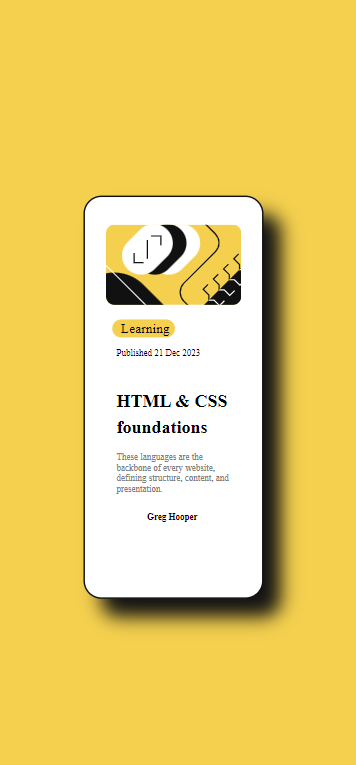 Learning
Published 21 Dec 2023
HTML & CSS
foundations
These languages are the
backbone of every website,
defining structure, content, and
presentation.
Greg Hooper